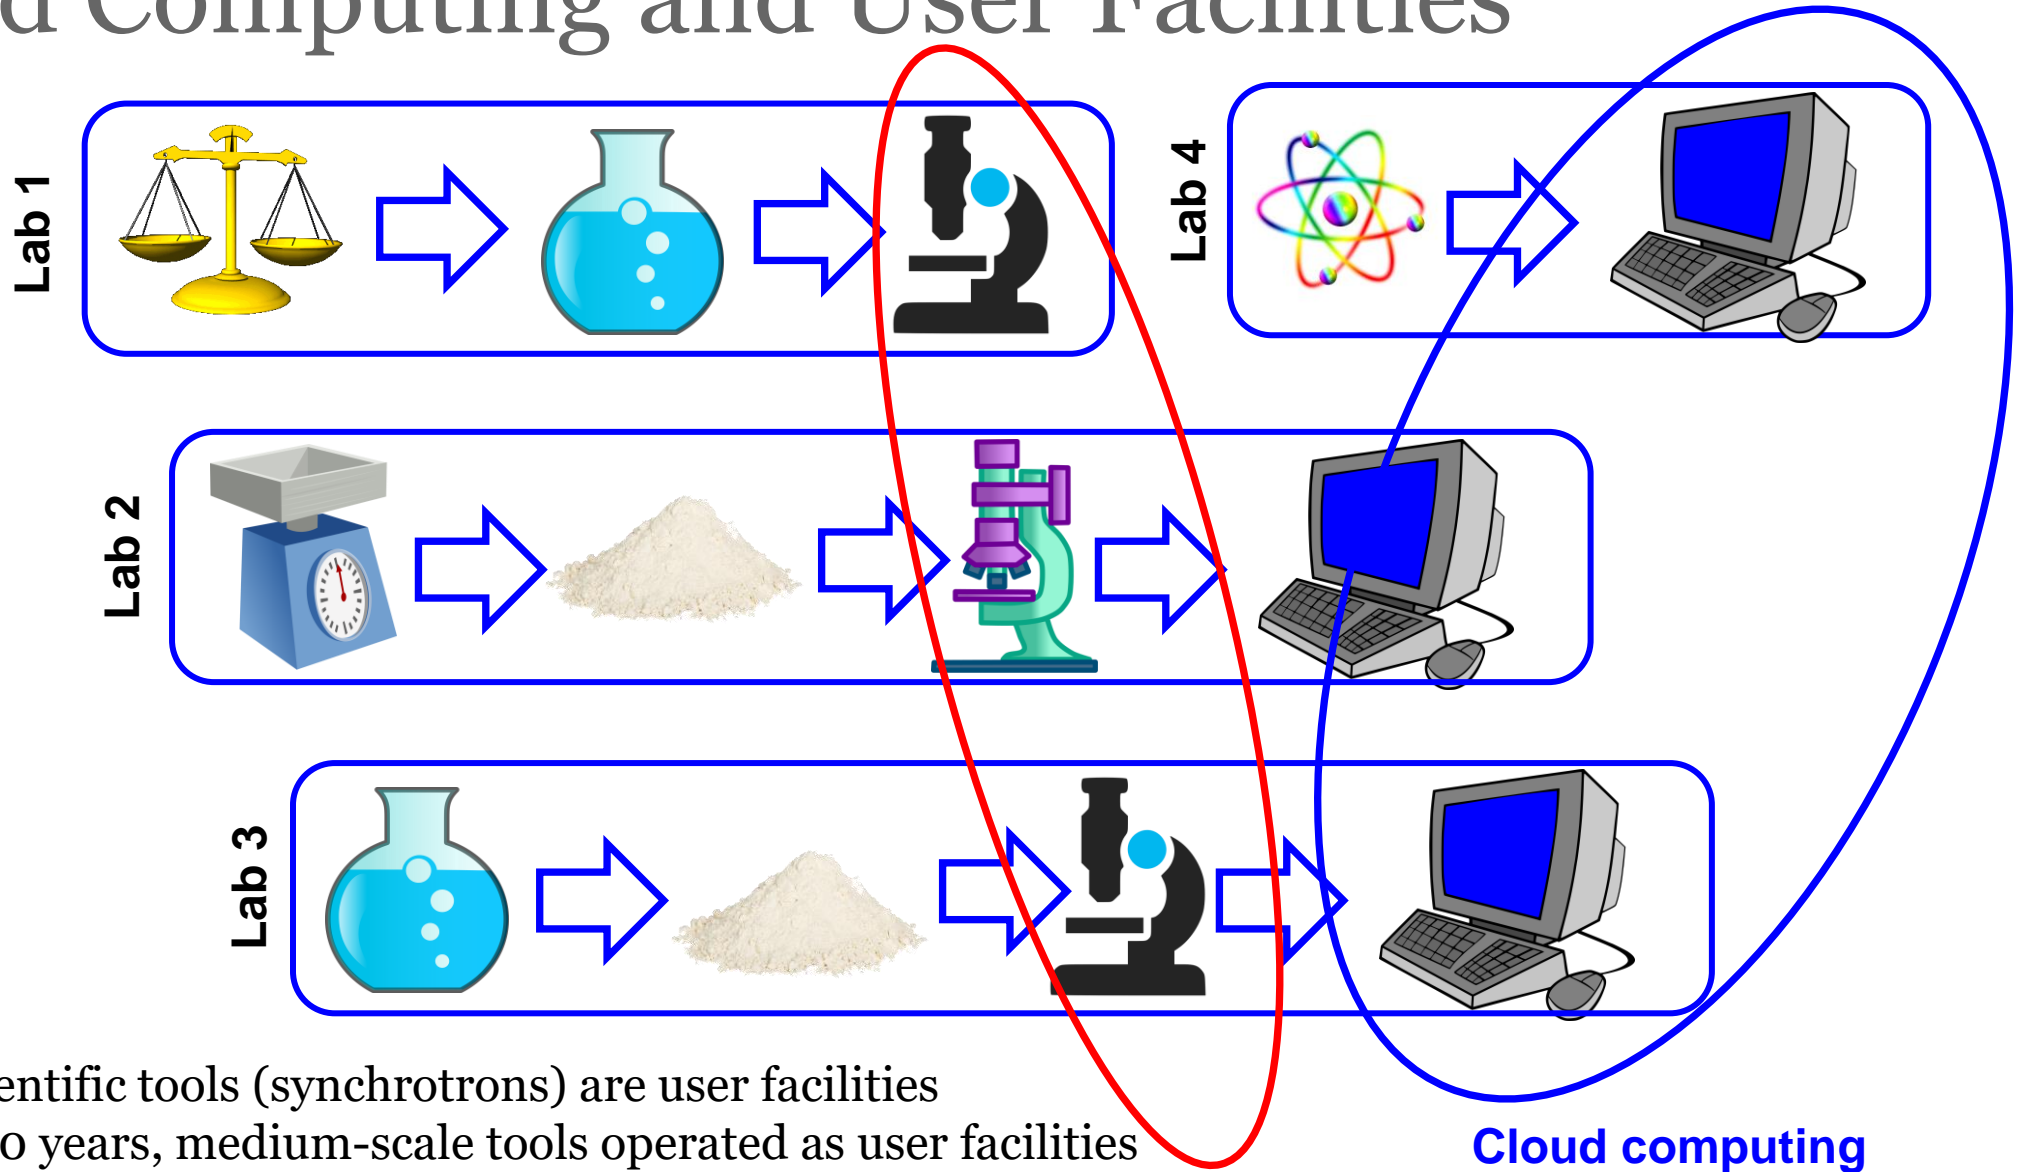 d Computing and User Facilities
Lab 1
Lab 4
Lab 2
Lab 3
entific tools (synchrotrons) are user facilities
0 years, medium-scale tools operated as user facilities
Cloud computing